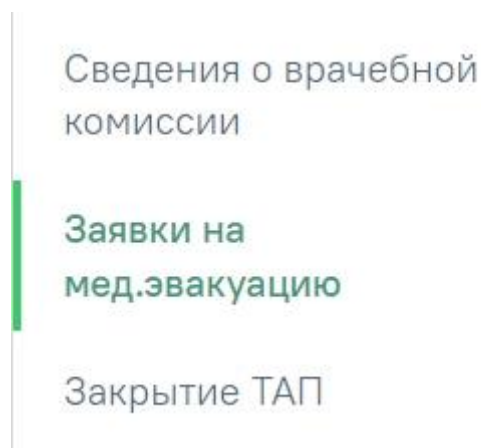 Сведения о врачебной
комиссии
Заявки на
мед.эвакуацию
Закрытие ТАП